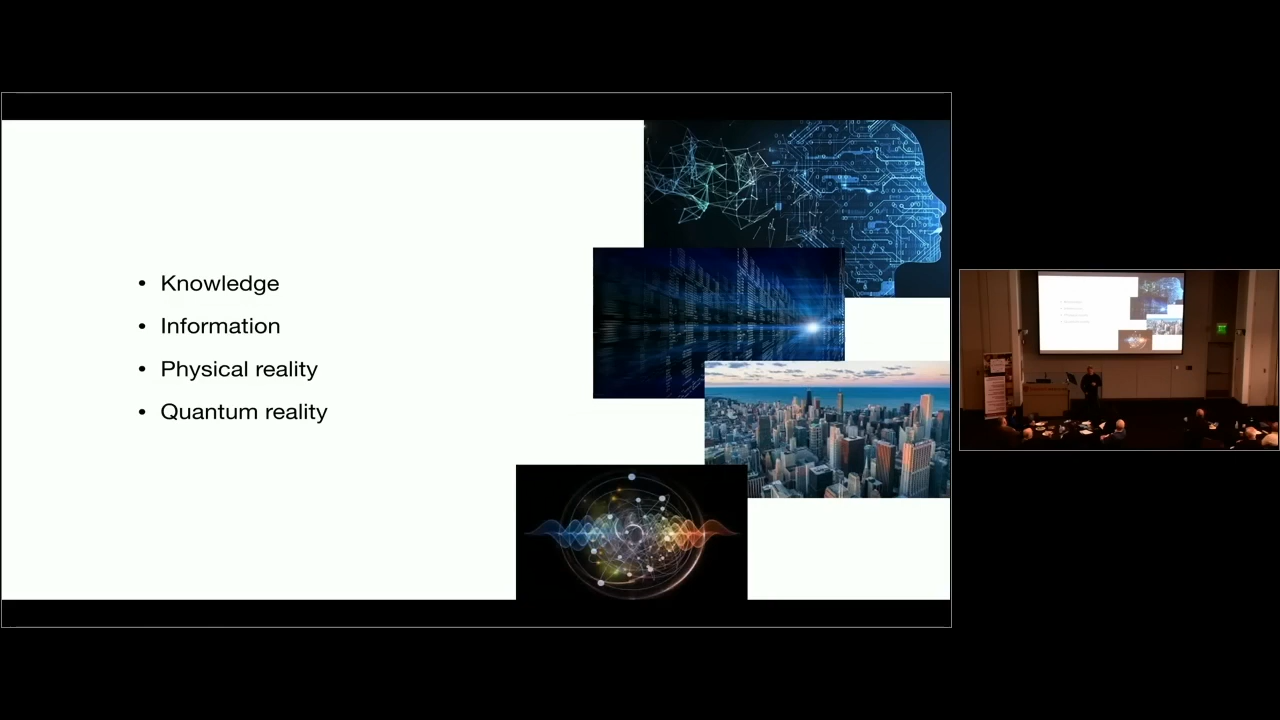 • Knowledge
• Information
• Physical reality
• Quantum reality